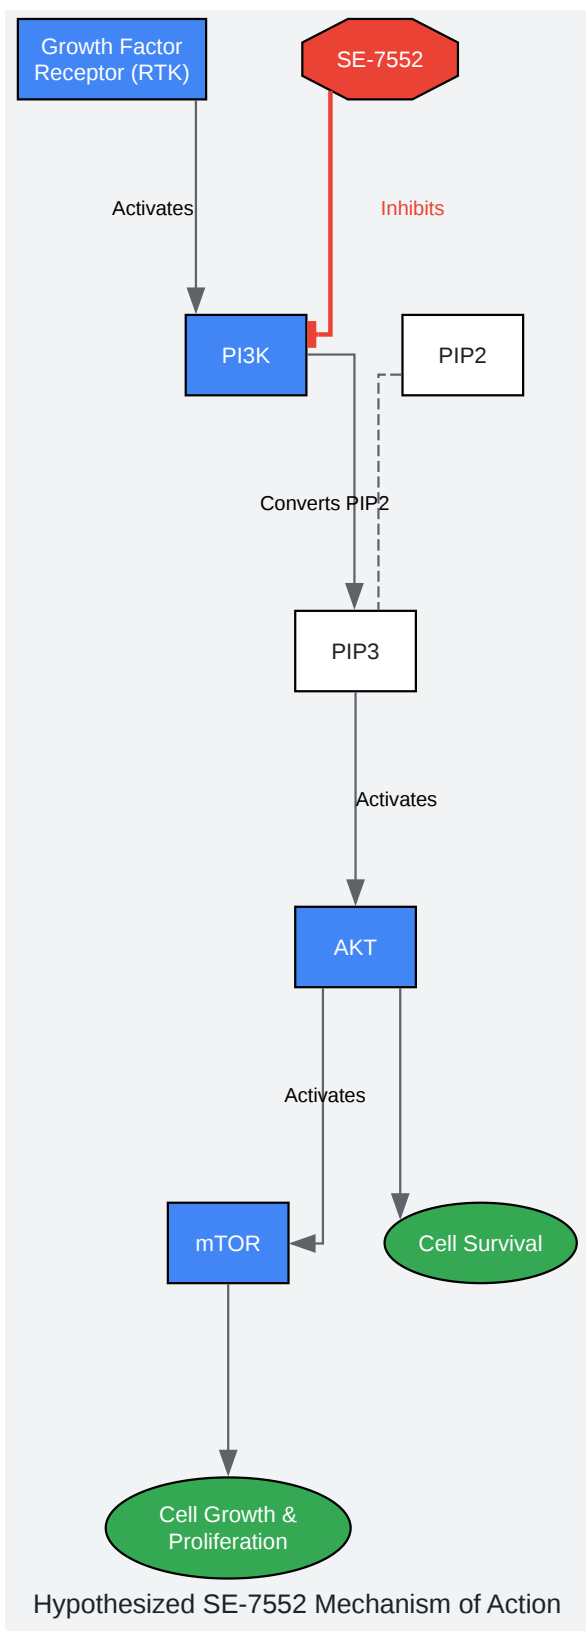 Growth Factor
Receptor (RTK)
SE-7552
Activates
Inhibits
PI3K
PIP2
Converts PIP2
PIP3
Activates
AKT
Activates
mTOR
Cell Survival
Cell Growth &
Proliferation
Hypothesized SE-7552 Mechanism of Action